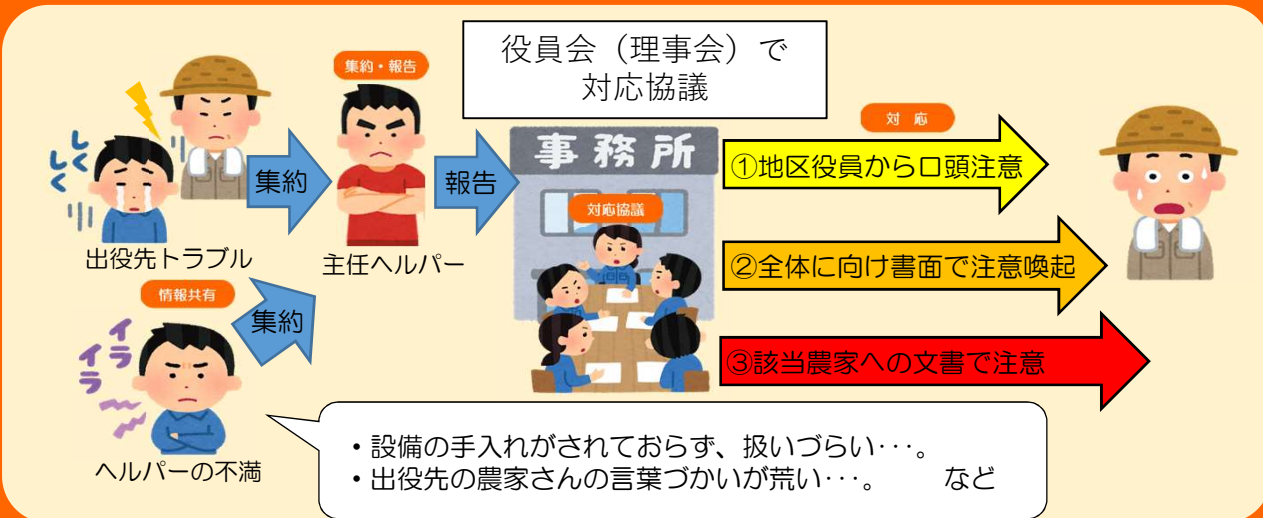 役員会（理事会）で
対応協議
集約・報告
対　応
しくしく
集約
報告
事務所
対応協議
①地区役員から口頭注意
出役先トラブル
主任ヘルパー
②全体に向け書面で注意喚起
情報共有
集約
イライラ
③該当農家への文書で注意
ヘルパーの不満
・設備の手入れがされておらず、扱いづらい･･･。
・出役先の農家さんの言葉づかいが荒い･･･。　　など